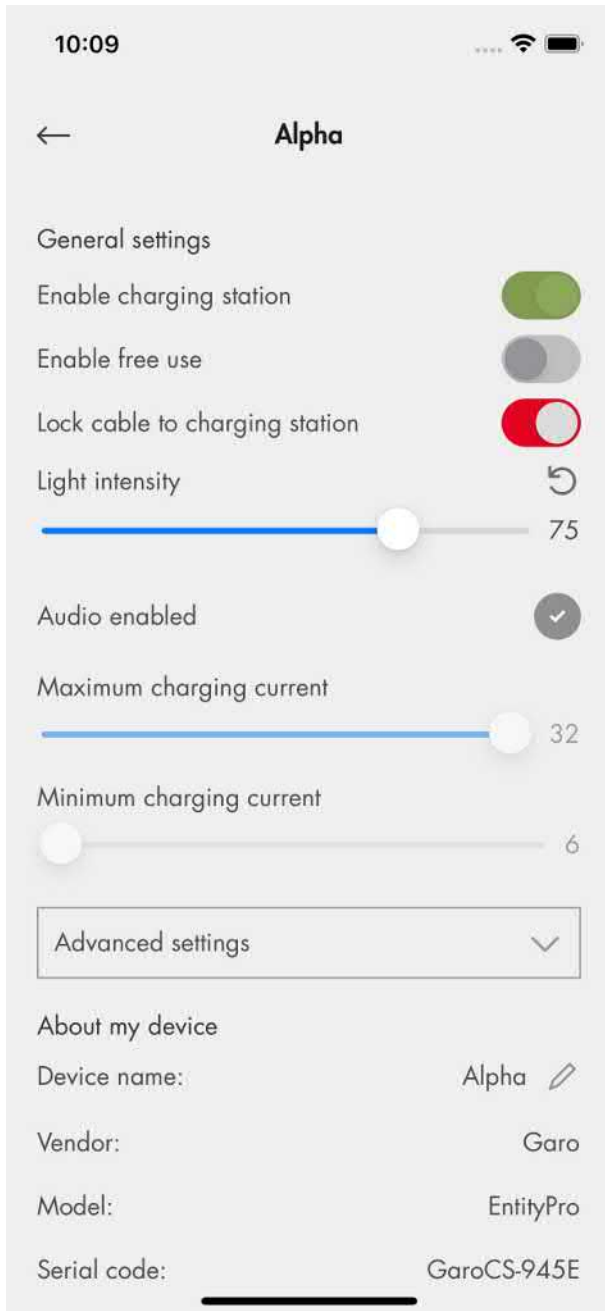 10:09
Alpha
General settings
Enable charging station
Enable free use
Lock cable to charging station
Light intensity
75
Audio enabled
Maximum charging current
32
Minimum charging current
6
Advanced settings
About my device
Device name: Alpha
Vendor: Garo
Model: EntityPro
Serial code: GaroCS-945E